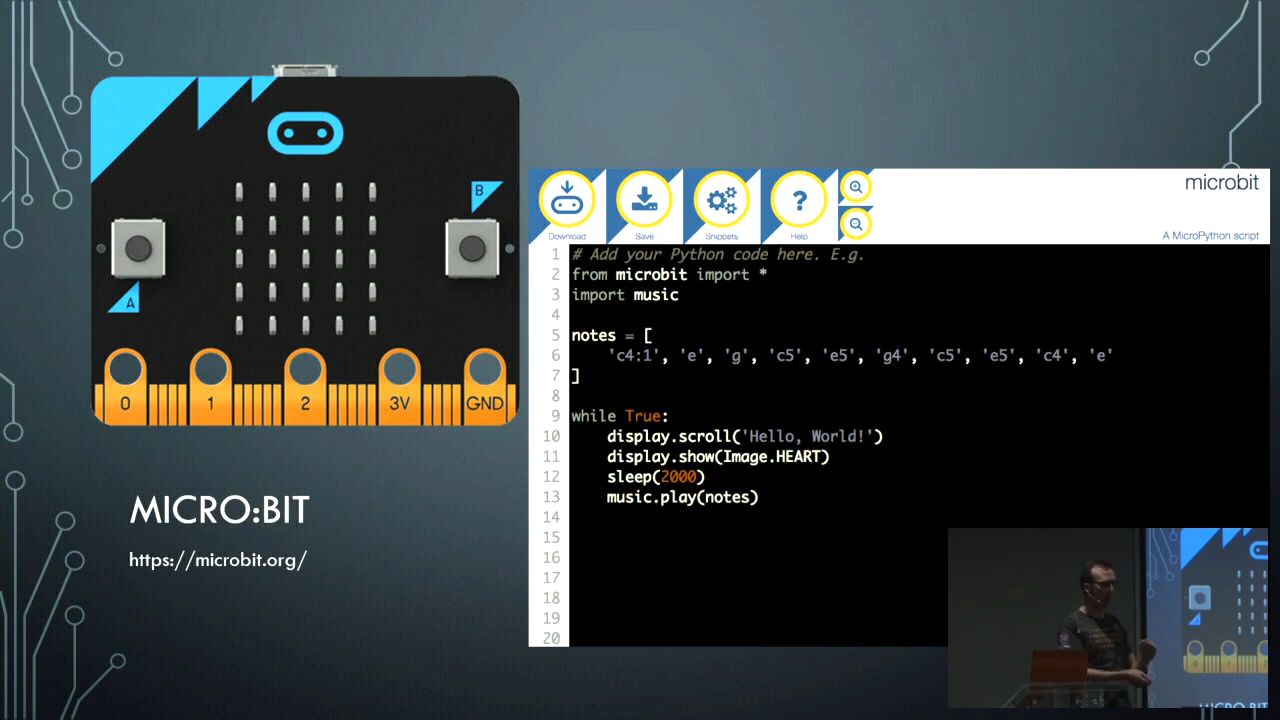 B
A
0 1 2 3V GND
MICRO:BIT
https://microbit.org/
Download Save Snippets Help
microbit
A MicroPython script
1 # Add your Python code here. E.g.
2 from microbit import *
3 import music
4
5 notes = [
6 'c4:1', 'e', 'g', 'c5', 'e5', 'g4', 'c5', 'e5', 'c4', 'e'
7 ]
8
9 while True:
10 display.scroll('Hello, World!')
11 display.show(Image.HEART)
12 sleep(2000)
13 music.play(notes)
14
15
16
17
18
19
20
MICRO:BIT